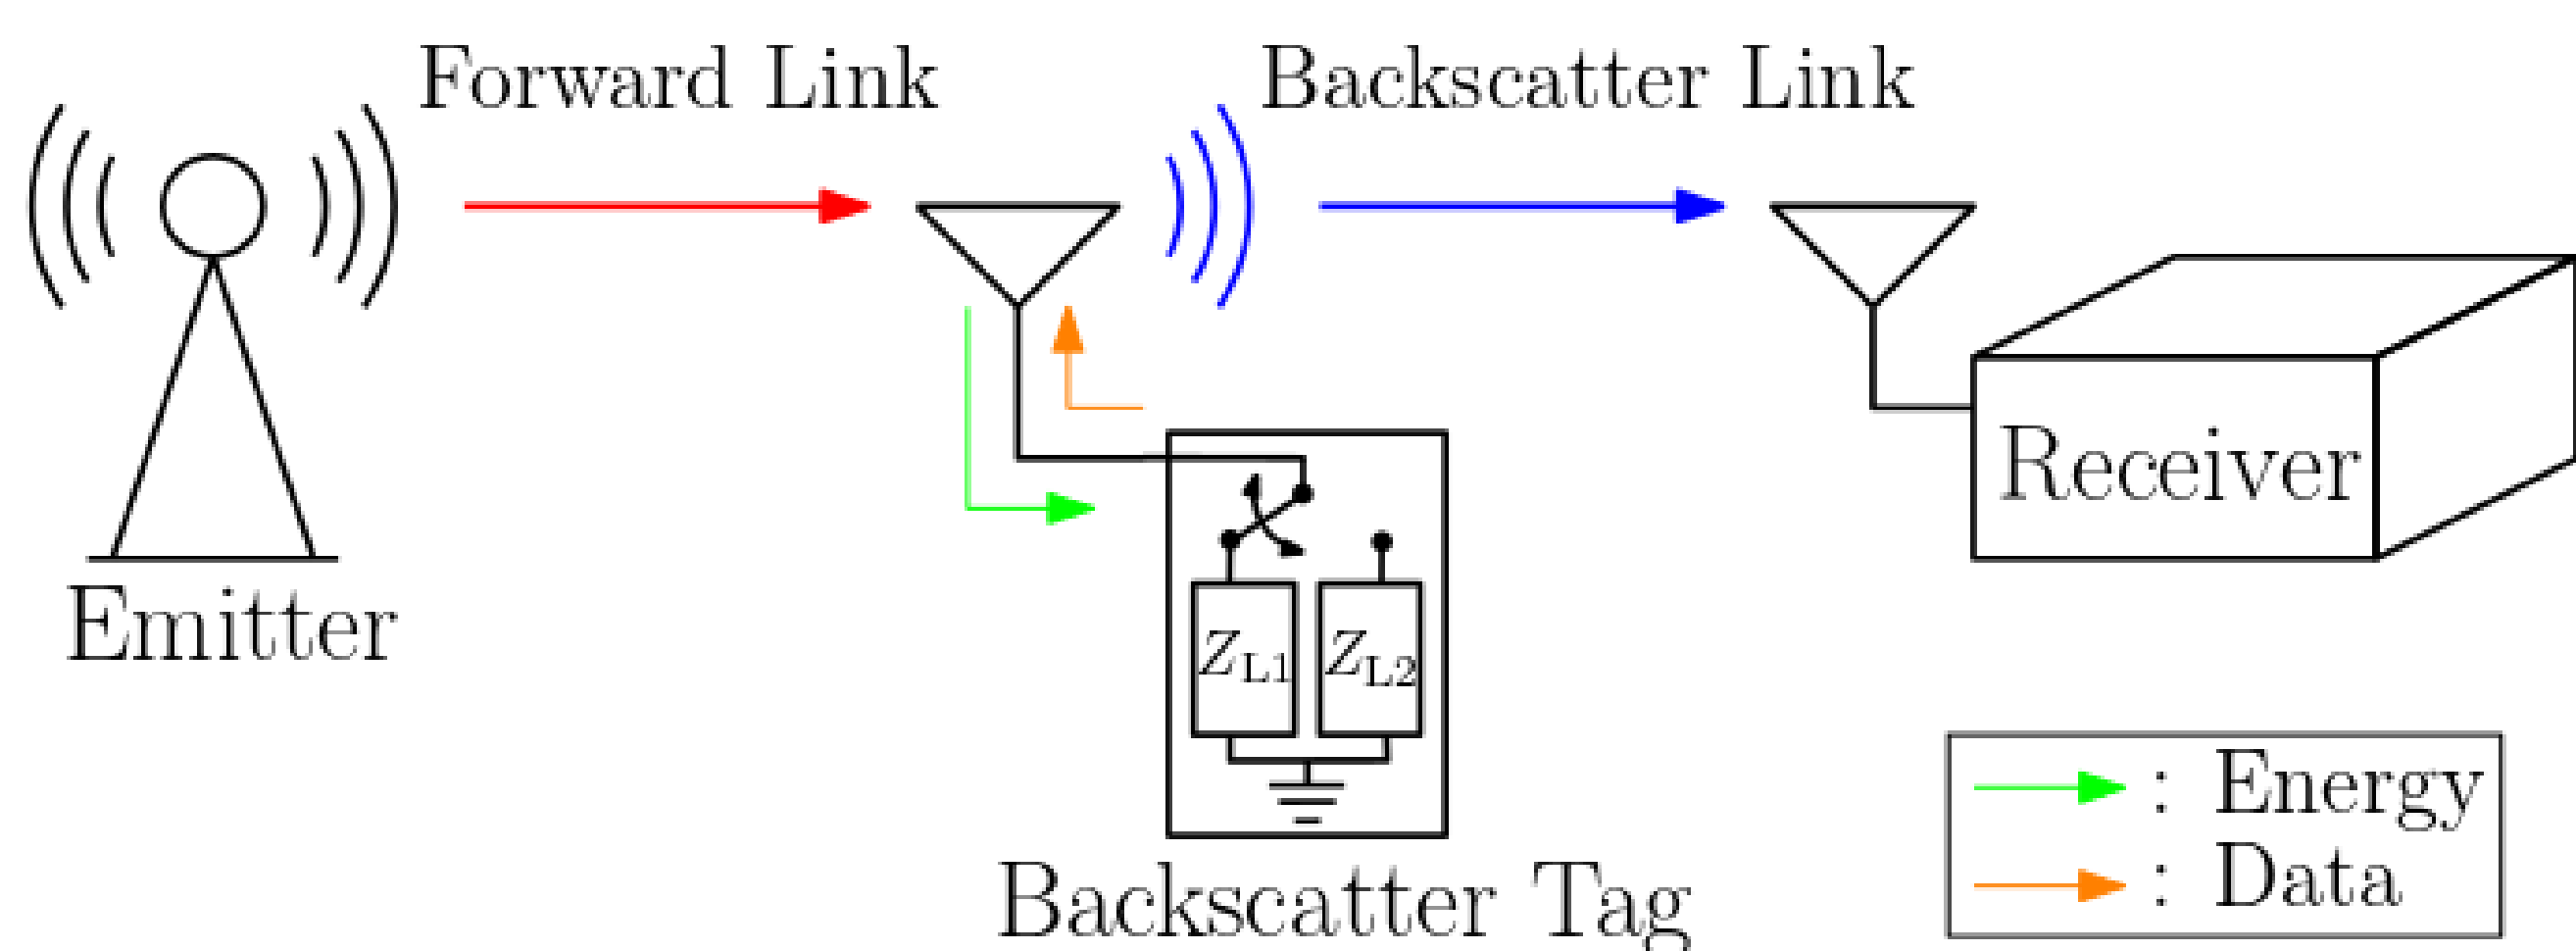 Forward Link
Backscatter Link
Receiver
Emitter
Z_L1
Z_L2
: Energy
: Data
Backscatter Tag